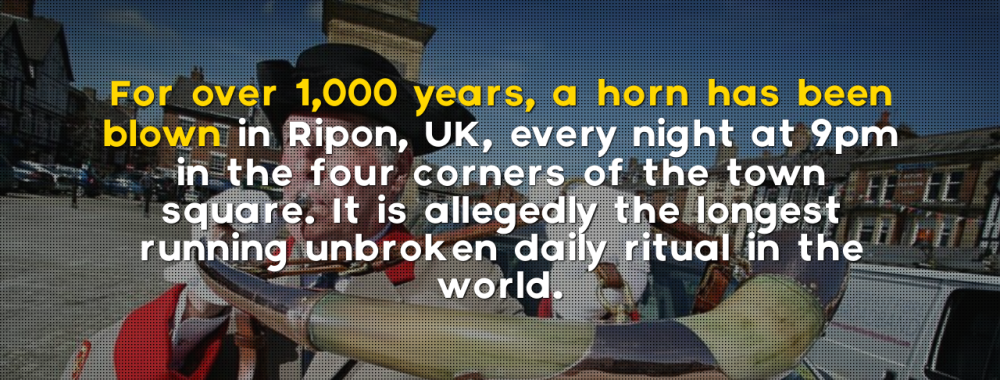 For over 1,000 years, a horn has been
blown in Ripon, UK, every night at 9pm
in the four corners of the town
square. It is allegedly the longest
running unbroken daily ritual in the
world.